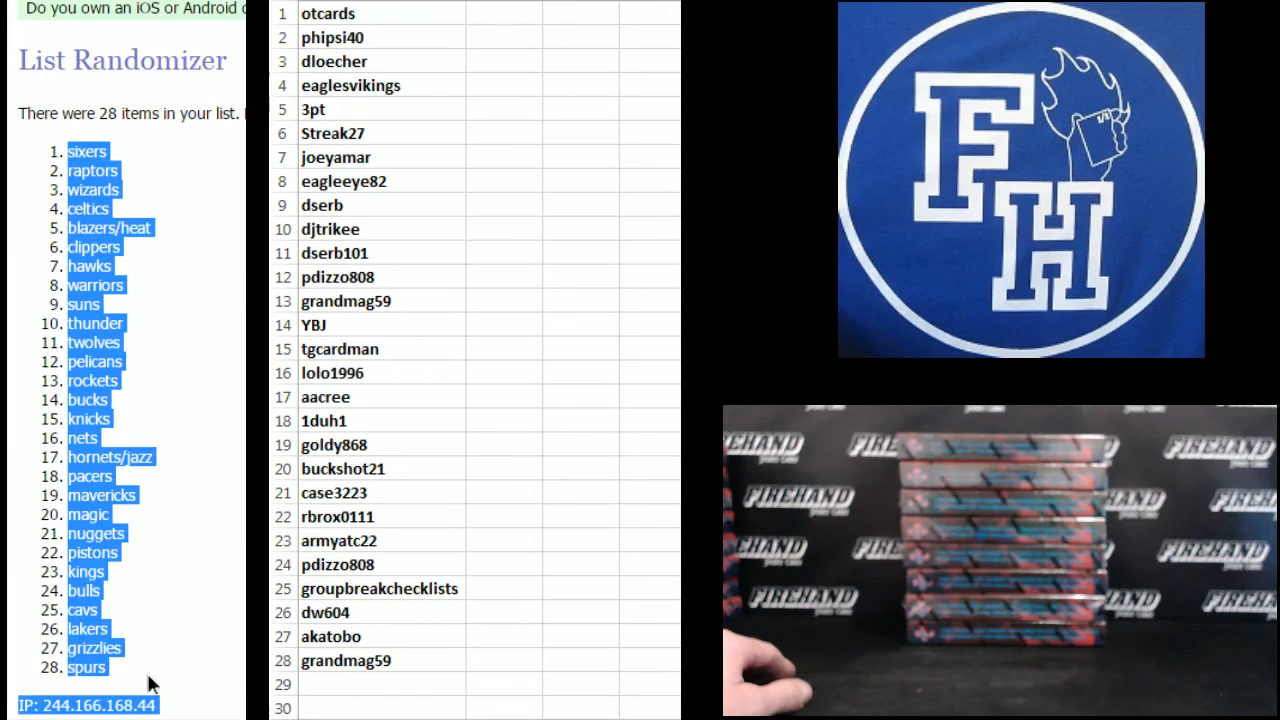 Do you own an iOS or Android
List Randomizer
There were 28 items in your list.
1. sixers
2. raptors
3. wizards
4. celtics
5. blazers/heat
6. clippers
7. hawks
8. warriors
9. suns
10. thunder
11. twolves
12. pelicans
13. rockets
14. bucks
15. knicks
16. nets
17. hornets/jazz
18. pacers
19. mavericks
20. magic
21. nuggets
22. pistons
23. kings
24. bulls
25. cavs
26. lakers
27. grizzlies
28. spurs
IP: 244.166.168.44
1 otcards
2 phipsi40
3 dloecher
4 eaglesvikings
5 3pt
6 Streak27
7 joeyamar
8 eagleeye82
9 dserb
10 djtrikee
11 dserb101
12 pdizzo808
13 grandmag59
14 YBJ
15 tgcardman
16 lolo1996
17 aacree
18 1duh1
19 goldy868
20 buckshot21
21 case3223
22 rbrox0111
23 armyatc22
24 pdizzo808
25 groupbreakchecklists
26 dw604
27 akatobo
28 grandmag59
29
30
F
H
FIREHAND
FIREHAND
FIREHAND
FIREHAND